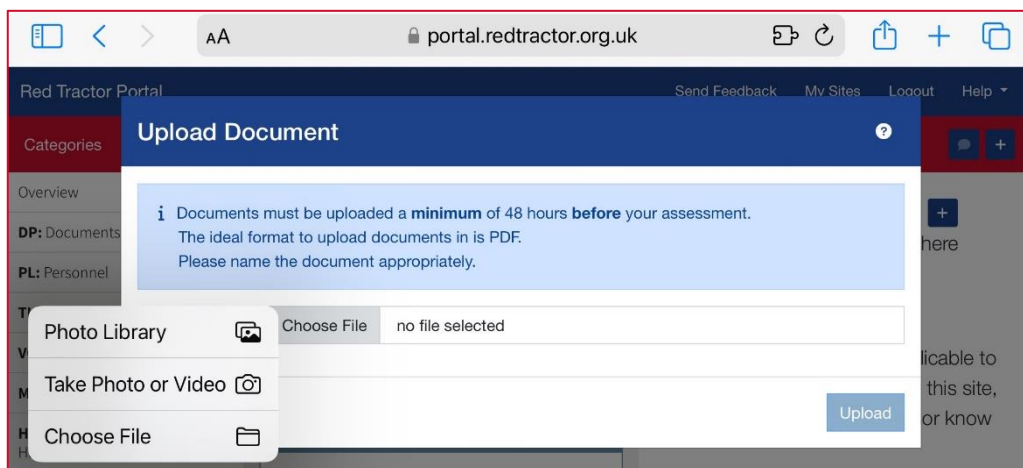 AA
portal.redtractor.org.uk
Red Tractor Portal
Send Feedback My Sites Logout Help
Categories
Upload Document
?
Overview
DP: Documents
PL: Personnel
i Documents must be uploaded a minimum of 48 hours before your assessment.
The ideal format to upload documents in is PDF.
Please name the document appropriately.
here
Choose File no file selected
Photo Library
Take Photo or Video
Choose File
Upload
licable to
this site,
or know